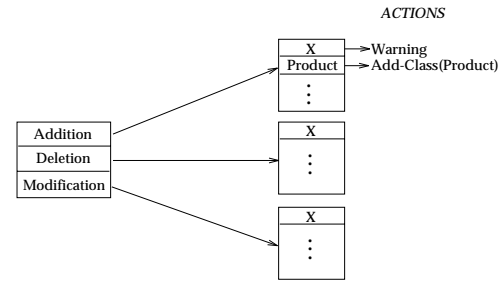 ACTIONS
X
Warning
Product
Add-Class(Product)
Addition
Deletion
Modification
X
X